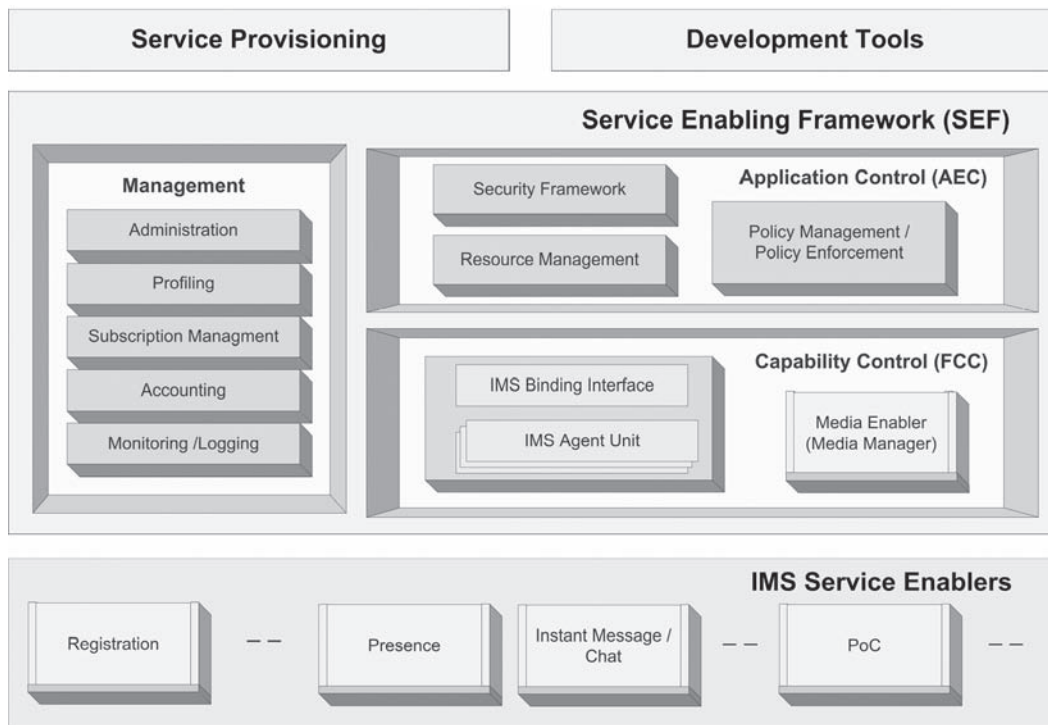 Service Provisioning
Development Tools
Service Enabling Framework (SEF)
Management
Administration
Profiling
Subscription Managment
Accounting
Monitoring /Logging
Application Control (AEC)
Security Framework
Resource Management
Policy Management /
Policy Enforcement
Capability Control (FCC)
IMS Binding Interface
IMS Agent Unit
Media Enabler
(Media Manager)
IMS Service Enablers
Registration
Presence
Instant Message /
Chat
PoC